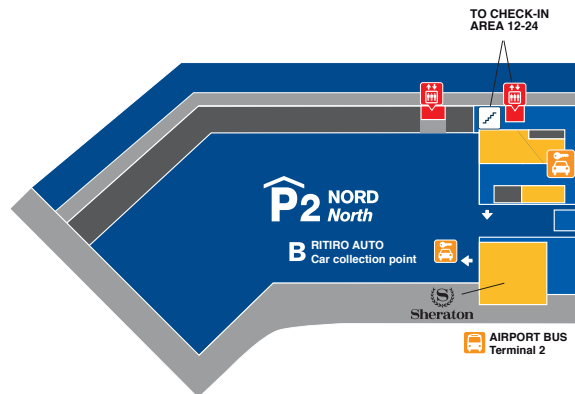 TO CHECK-IN
AREA 12-24
P2 NORD
North
B RITIRO AUTO
Car collection point
S
Sheraton
AIRPORT BUS
Terminal 2